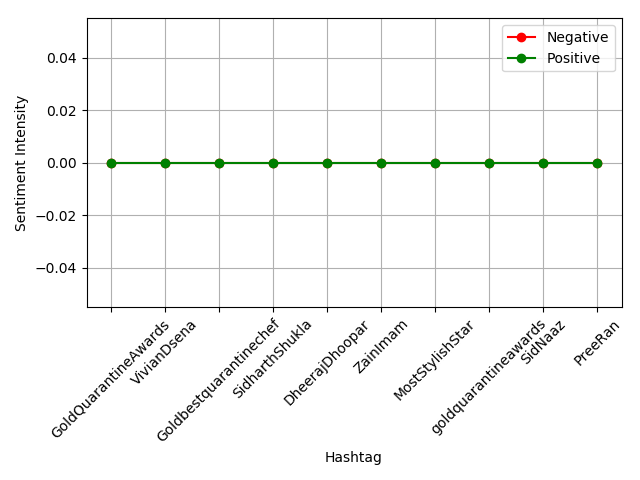 Negative
Positive
0.04
0.02
0.00
−0.02
−0.04
Sentiment Intensity
GoldQuarantineAwards
VivianDsena
Goldbestquarantinechef
SidharthShukla
DheerajDhoopar
ZainImam
MostStylishStar
goldquarantineawards
SidNaaz
PreeRan
Hashtag